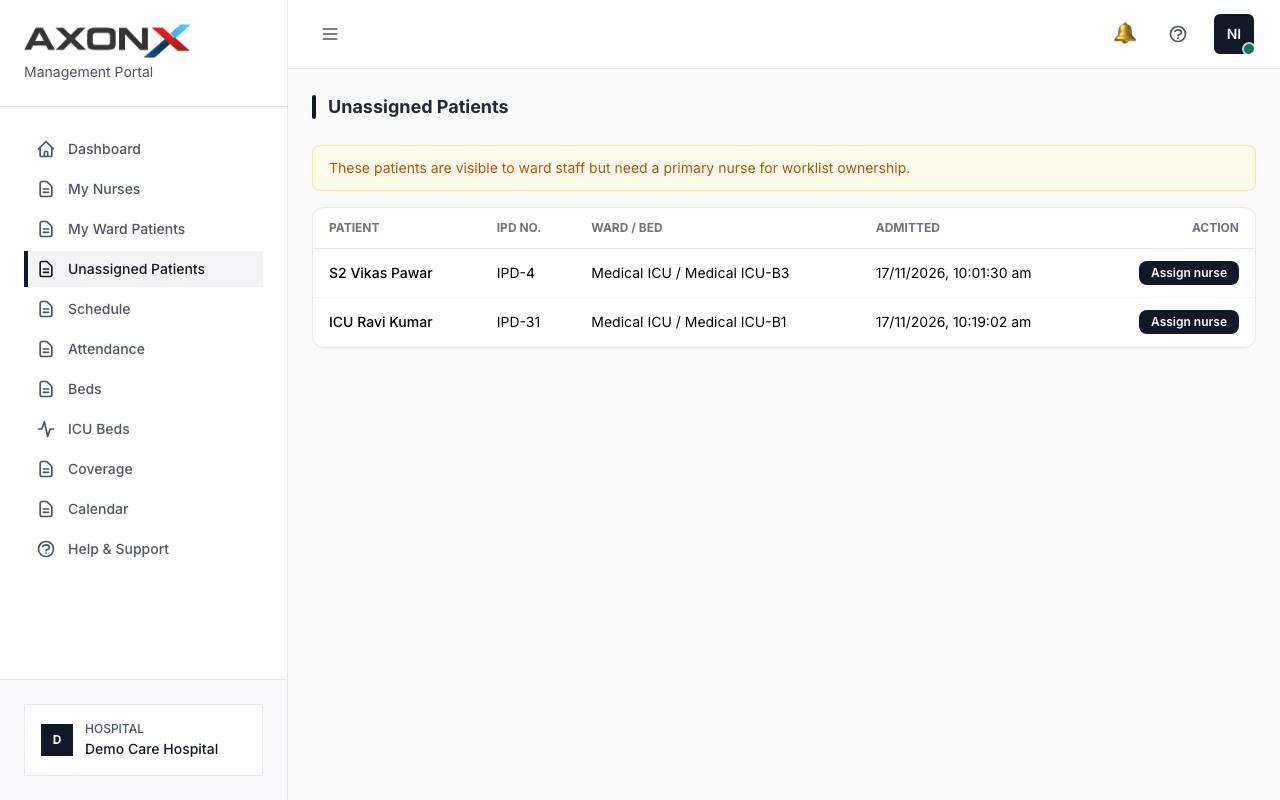 AXONX
Management Portal
NI
Dashboard
My Nurses
My Ward Patients
Unassigned Patients
Schedule
Attendance
Beds
ICU Beds
Coverage
Calendar
Help & Support
D
HOSPITAL
Demo Care Hospital
Unassigned Patients
These patients are visible to ward staff but need a primary nurse for worklist ownership.
PATIENT IPD NO. WARD / BED ADMITTED ACTION
S2 Vikas Pawar IPD-4 Medical ICU / Medical ICU-B3 17/11/2026, 10:01:30 am Assign nurse
ICU Ravi Kumar IPD-31 Medical ICU / Medical ICU-B1 17/11/2026, 10:19:02 am Assign nurse